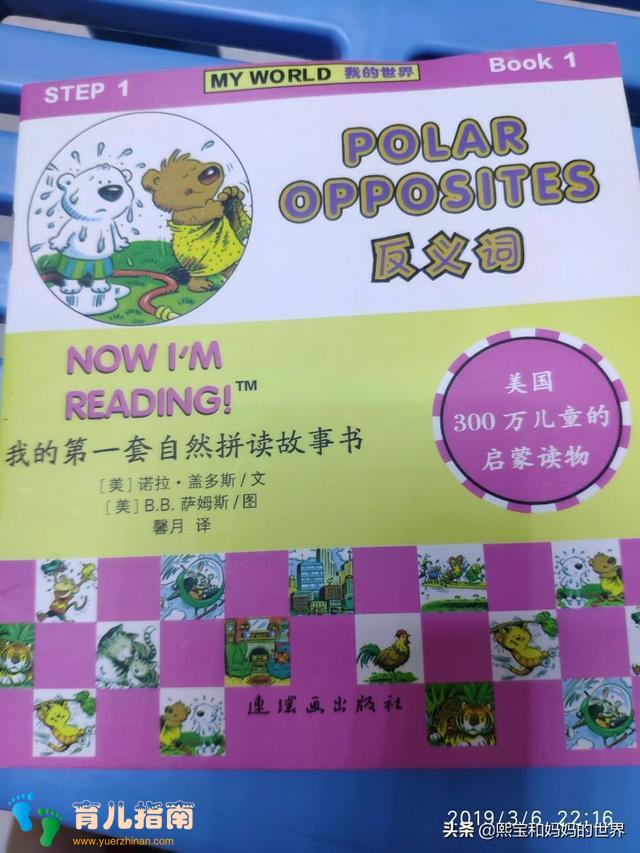 STEP 1
MY WORLD 我的世界
Book 1
POLAR
OPPOSITES
反义词
NOW I'M
READING!™
我的第一套自然拼读故事书
[美]诺拉·盖多斯/文
[美]B.B.萨姆斯/图
馨月 译
美国
300万儿童的
启蒙读物
连环画出版社
育儿指南
www.yuerzhinan.com
2019/3/6 22:16
头条@熙宝和妈妈的世界